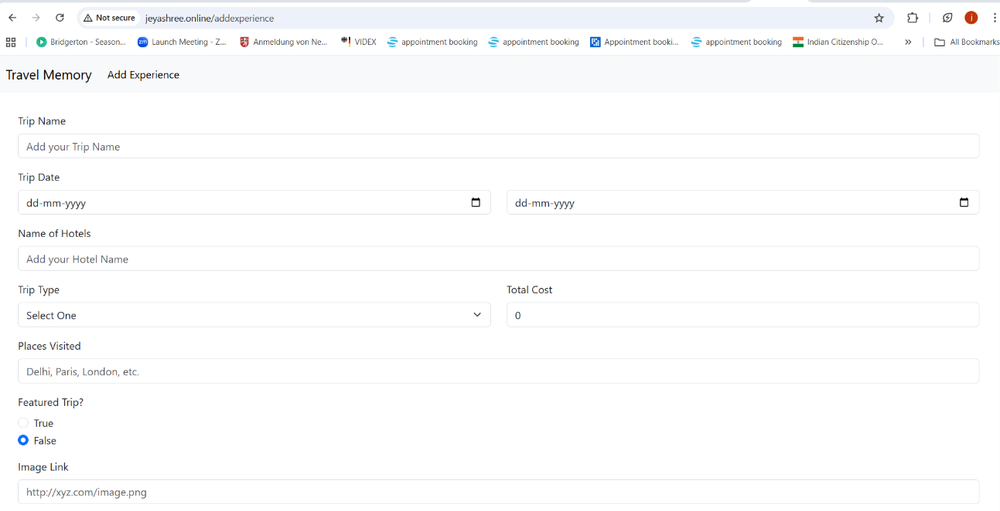 Not secure jeyashree.online/addexperience j
Bridgerton - Season... zm Launch Meeting - Z... Anmeldung von Ne... VIDEX appointment booking appointment booking Appointment booki... appointment booking Indian Citizenship O... » All Bookmarks
Travel Memory Add Experience
Trip Name
Add your Trip Name
Trip Date
dd-mm-yyyy dd-mm-yyyy
Name of Hotels
Add your Hotel Name
Trip Type Total Cost
Select One 0
Places Visited
Delhi, Paris, London, etc.
Featured Trip?
True
False
Image Link
http://xyz.com/image.png